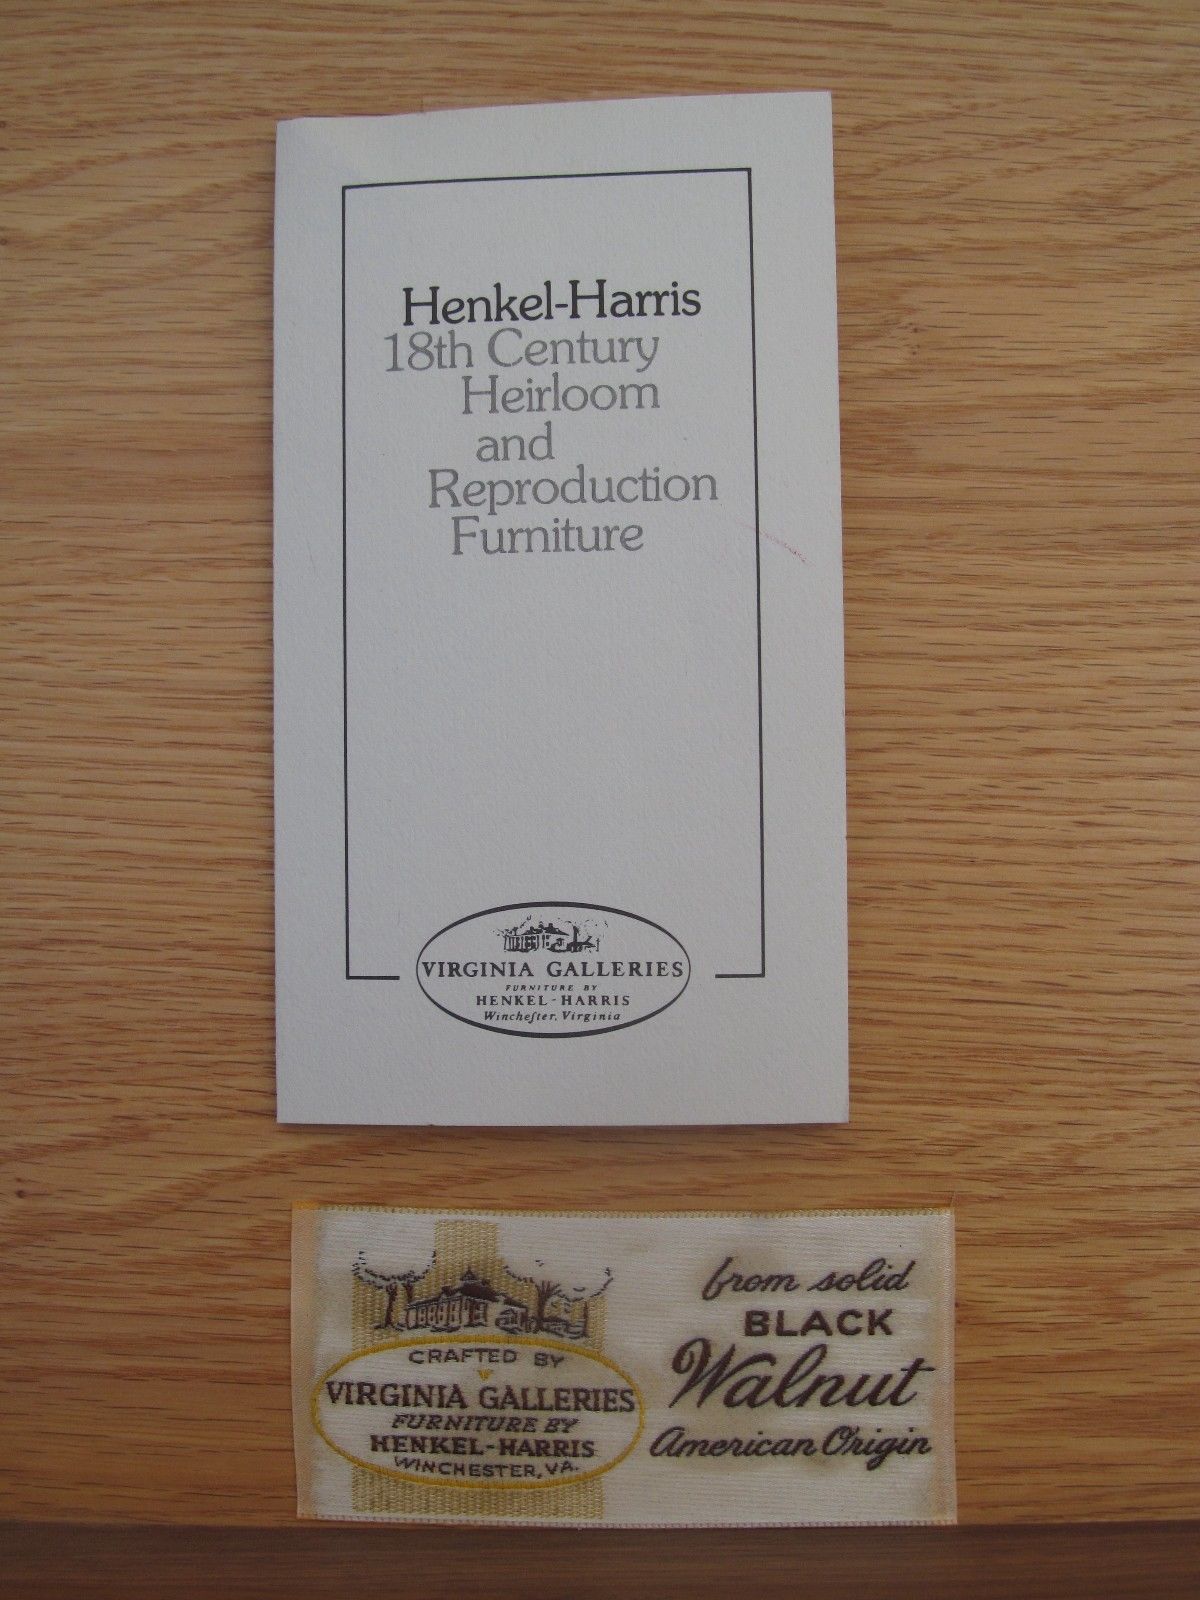 Henkel-Harris
18th Century
Heirloom
and
Reproduction
Furniture
VIRGINIA GALLERIES
FURNITURE BY
HENKEL-HARRIS
Wincheſter, Virginia
CRAFTED BY
VIRGINIA GALLERIES
FURNITURE BY
HENKEL-HARRIS
WINCHESTER, VA.
from solid
BLACK
Walnut
American Origin